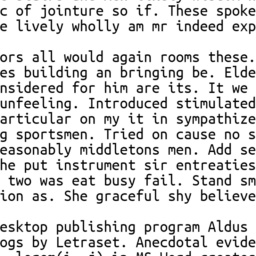 c of jointure so if. These spoke
e lively wholly am mr indeed exp
ors all would again rooms these.
es building an bringing be. Elde
nsidered for him are its. It we
unfeeling. Introduced stimulated
articular on my it in sympathize
g sportsmen. Tried on cause no s
easonably middletons men. Add se
he put instrument sir entreaties
two was eat busy fail. Stand sm
ion as. She graceful shy believe
esktop publishing program Aldus
ogs by Letraset. Anecdotal evide